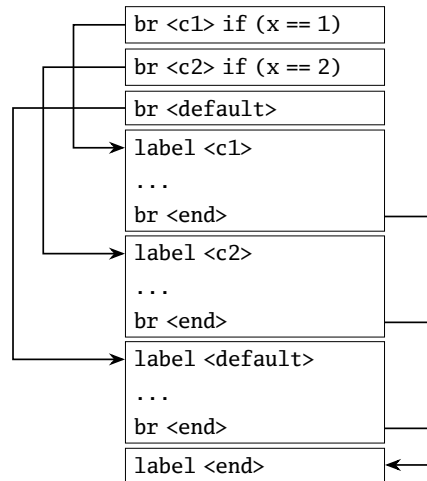 br <c1> if (x == 1)
br <c2> if (x == 2)
br <default>
label <c1>
...
br <end>
label <c2>
...
br <end>
label <default>
...
br <end>
label <end>